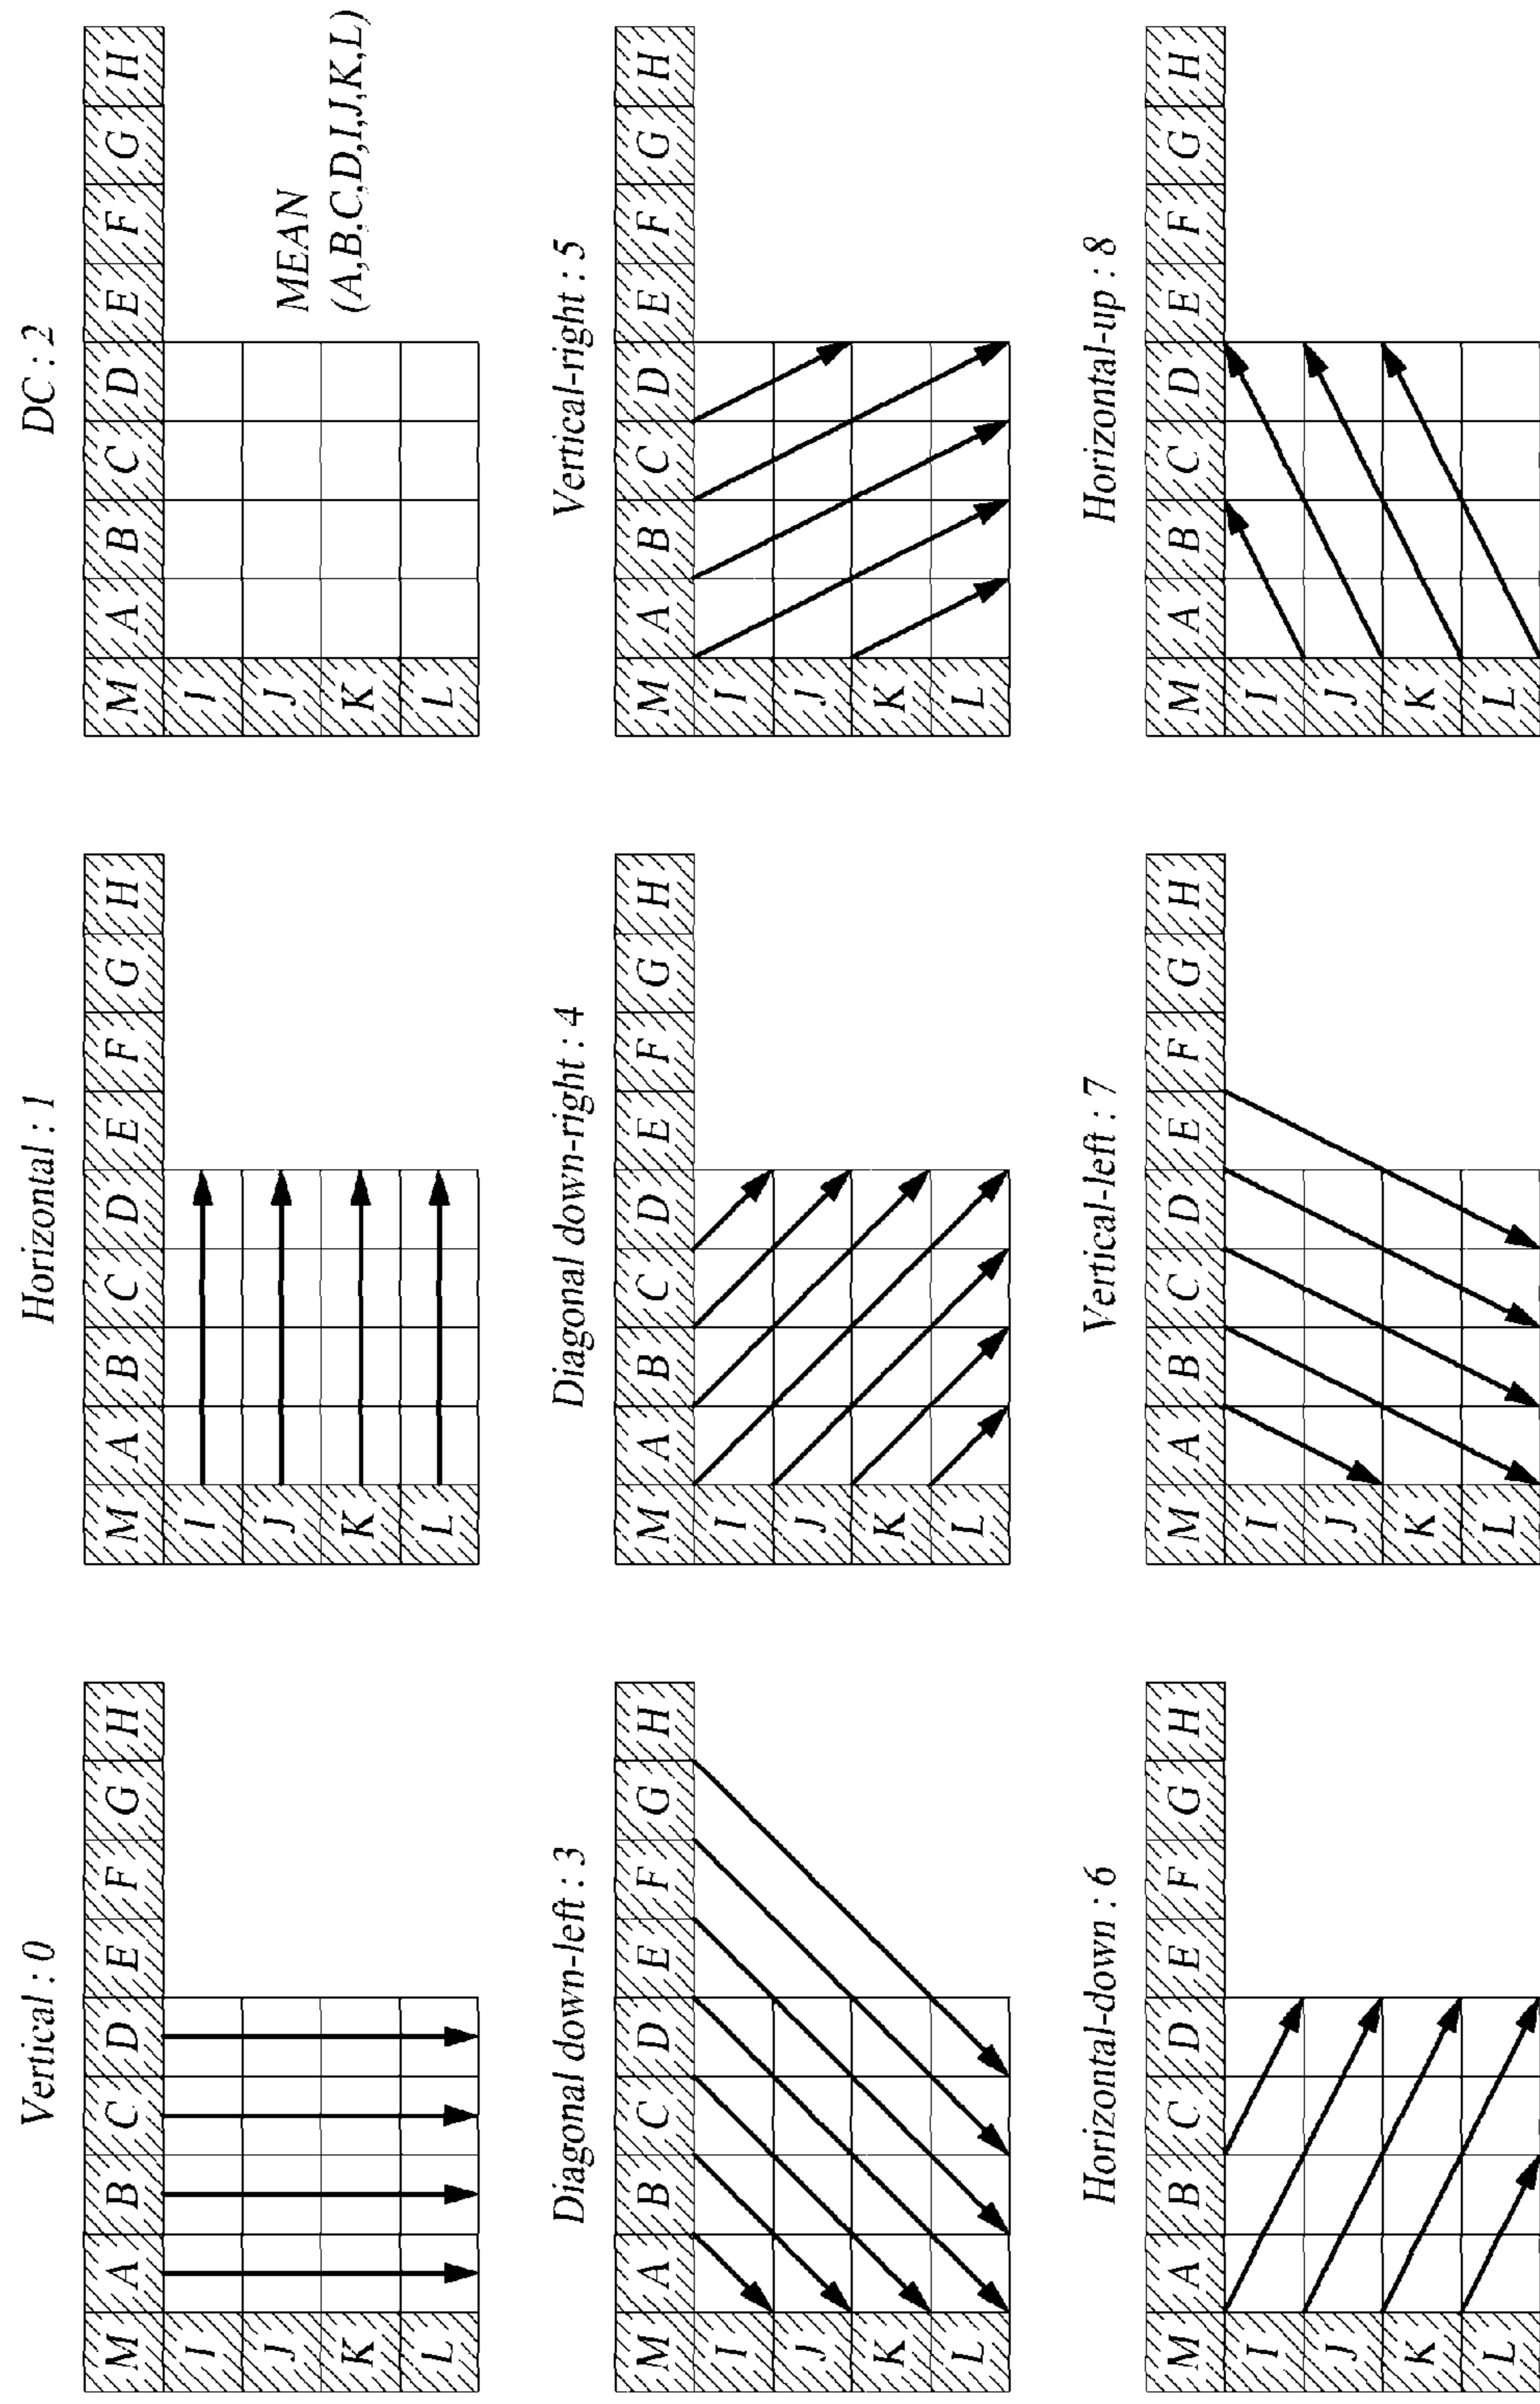 Vertical : 0
M A B C D E F G H
I
J
K
L
Horizontal : 1
M A B C D E F G H
I
J
K
L
DC : 2
M A B C D E F G H
I
J
K
L
MEAN
(A,B,C,D,I,J,K,L)
Diagonal down-left : 3
M A B C D E F G H
I
J
K
L
Diagonal down-right : 4
M A B C D E F G H
I
J
K
L
Vertical-right : 5
M A B C D E F G H
I
J
K
L
Horizontal-down : 6
M A B C D E F G H
I
J
K
L
Vertical-left : 7
M A B C D E F G H
I
J
K
L
Horizontal-up : 8
M A B C D E F G H
I
J
K
L